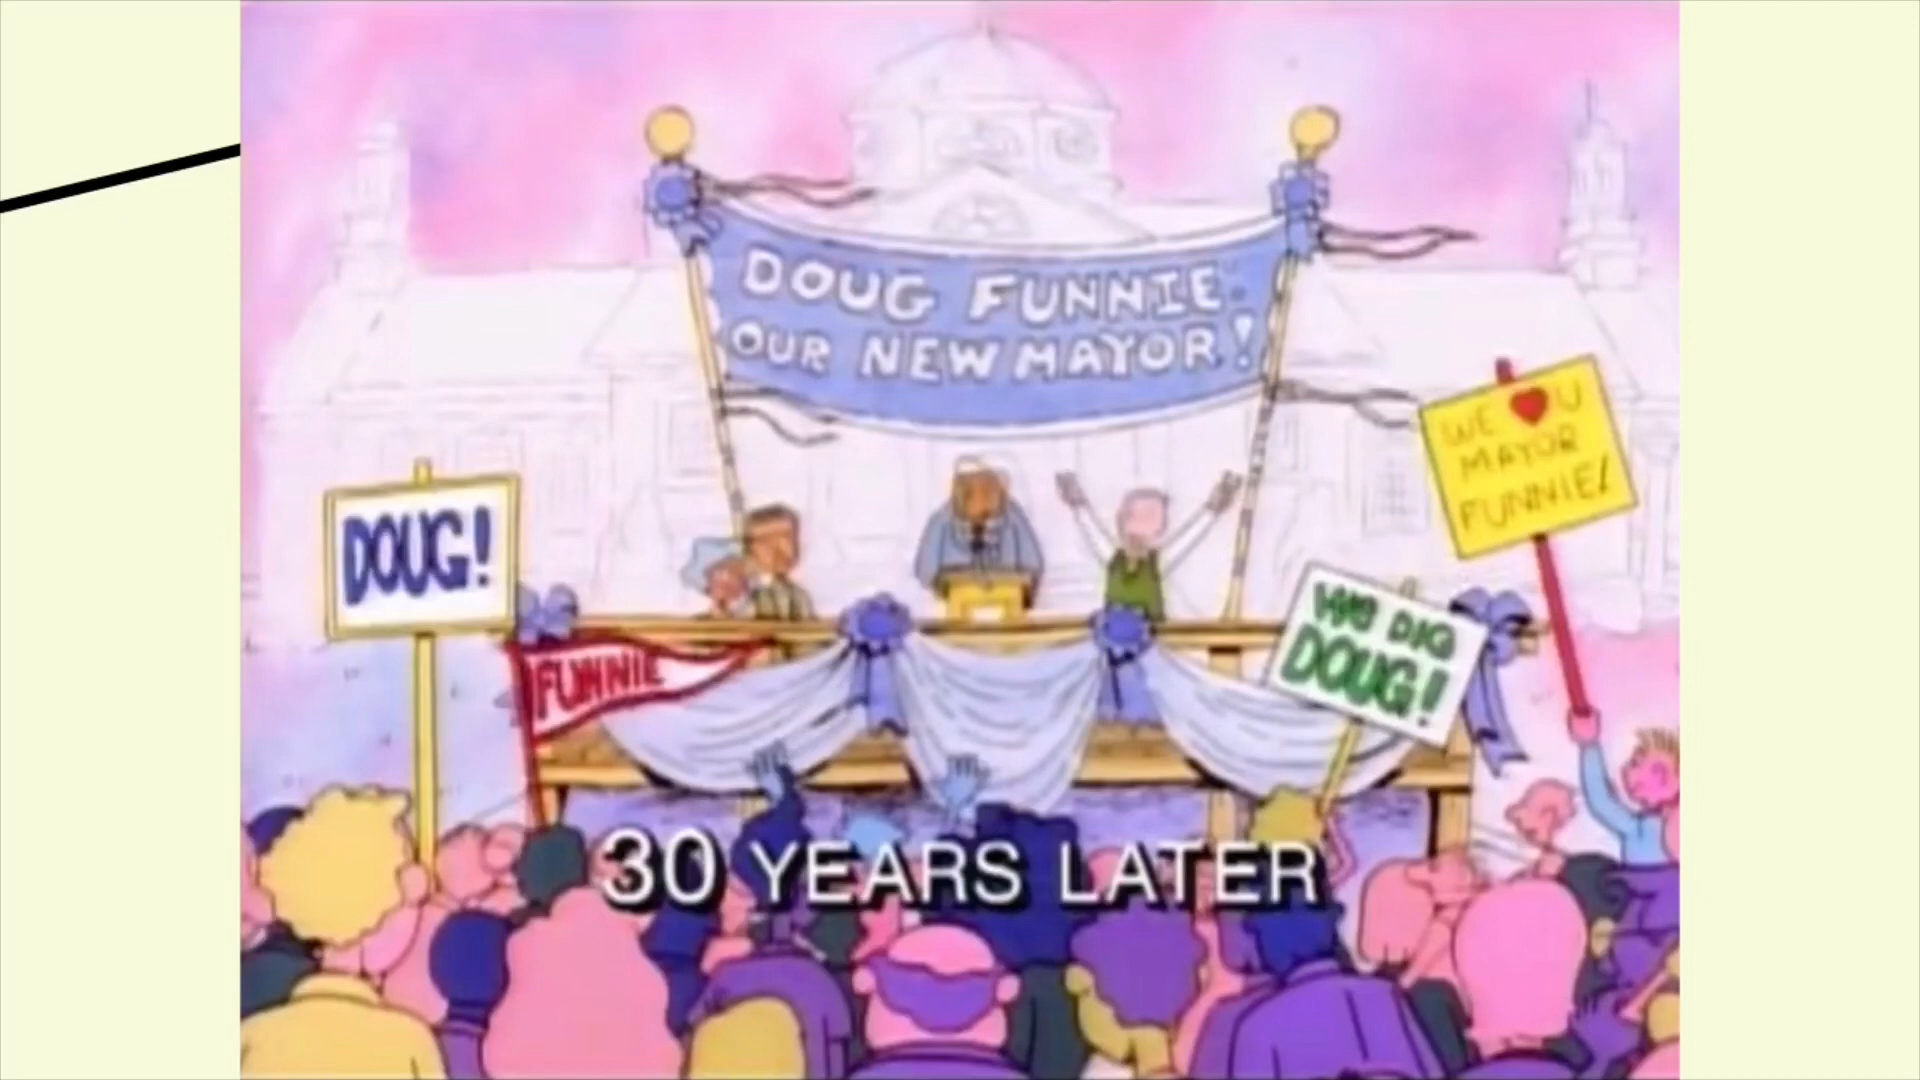 DOUG FUNNIE
OUR NEW MAYOR!
WE ♥ U
MAYOR
FUNNIE!
DOUG!
WE DIG
DOUG!
FUNNIE
30 YEARS LATER